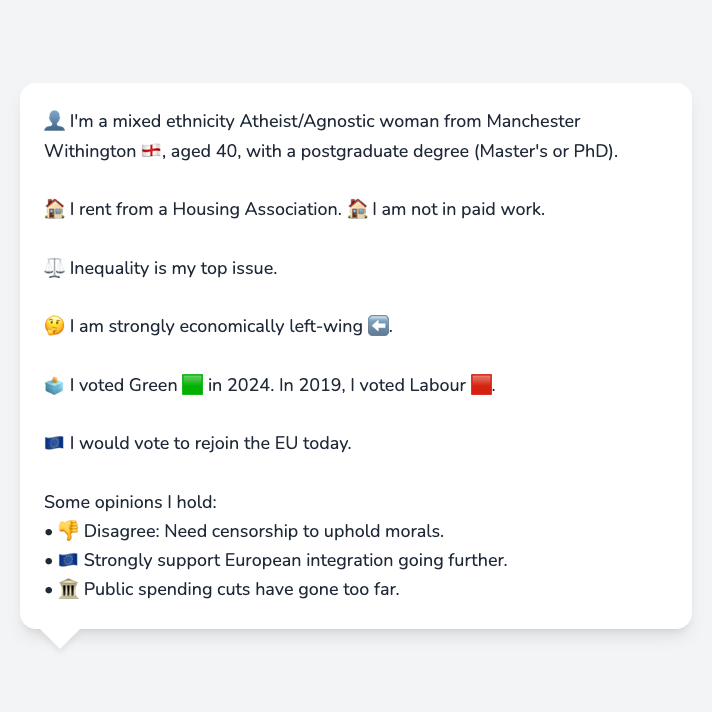 👤 I'm a mixed ethnicity Atheist/Agnostic woman from Manchester
Withington 🏴󠁧󠁢󠁥󠁮󠁧󠁿, aged 40, with a postgraduate degree (Master's or PhD).
🏠 I rent from a Housing Association. 🏠 I am not in paid work.
⚖️ Inequality is my top issue.
🤔 I am strongly economically left-wing ⬅️.
🗳️ I voted Green 🟩 in 2024. In 2019, I voted Labour 🟥.
🇪🇺 I would vote to rejoin the EU today.
Some opinions I hold:
• 👎 Disagree: Need censorship to uphold morals.
• 🇪🇺 Strongly support European integration going further.
• 🏛️ Public spending cuts have gone too far.